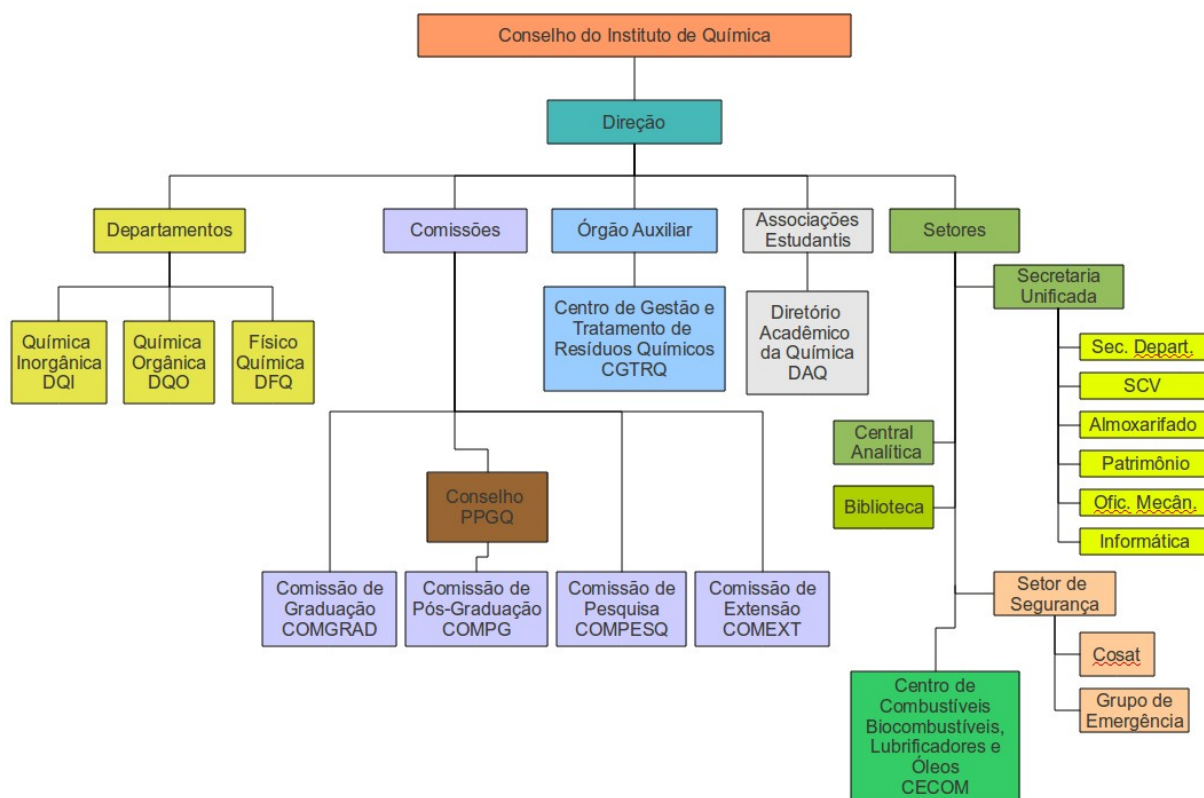 Conselho do Instituto de Química
Direção
Departamentos
Comissões
Órgão Auxiliar
Associações
Estudantis
Setores
Química
Inorgânica
DQI
Química
Orgânica
DQO
Físico
Química
DFQ
Centro de Gestão e
Tratamento de
Resíduos Químicos
CGTRQ
Diretório
Acadêmico
da Química
DAQ
Secretaria
Unificada
Sec. Depart.
SCV
Almoxarifado
Patrimônio
Ofic. Mecân.
Informática
Central
Analítica
Biblioteca
Conselho
PPGQ
Comissão de
Graduação
COMGRAD
Comissão de
Pós-Graduação
COMPG
Comissão de
Pesquisa
COMPESQ
Comissão de
Extensão
COMEXT
Setor de
Segurança
Cosat
Grupo de
Emergência
Centro de
Combustíveis
Biocombustíveis,
Lubrificadores e
Óleos
CECOM